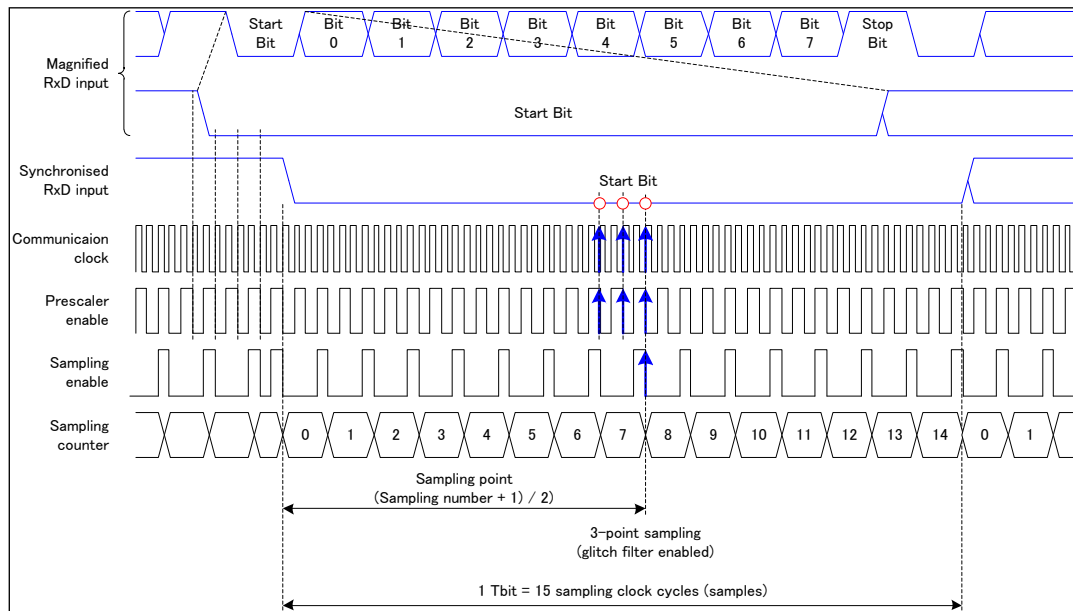 Magnified
RxD input
Start
Bit
Bit
0
Bit
1
Bit
2
Bit
3
Bit
4
Bit
5
Bit
6
Bit
7
Stop
Bit
Start Bit
Synchronised
RxD input
Start Bit
Communicaion
clock
Prescaler
enable
Sampling
enable
Sampling
counter
0 1 2 3 4 5 6 7 8 9 10 11 12 13 14 0 1
Sampling point
(Sampling number + 1) / 2)
3-point sampling
(glitch filter enabled)
1 Tbit = 15 sampling clock cycles (samples)